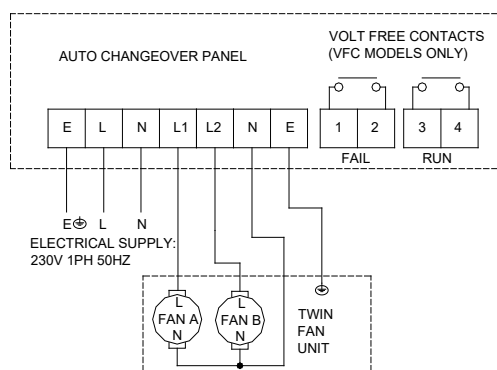 VOLT FREE CONTACTS
(VFC MODELS ONLY)
AUTO CHANGEOVER PANEL
E L N L1 L2 N E 1 2 3 4
FAIL RUN
E L N
ELECTRICAL SUPPLY:
230V 1PH 50HZ
L L
FAN A FAN B
N N
TWIN
FAN
UNIT